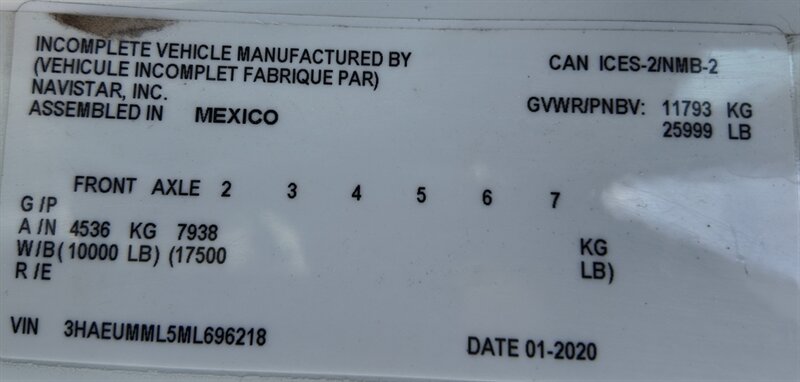 INCOMPLETE VEHICLE MANUFACTURED BY
(VEHICULE INCOMPLET FABRIQUE PAR)
NAVISTAR, INC.
ASSEMBLED IN MEXICO
CAN ICES-2/NMB-2
GVWR/PNBV: 11793 KG
25999 LB
FRONT AXLE 2 3 4 5 6 7
G/P
A/N 4536 KG 7938 KG
W/B (10000 LB) (17500 LB)
R/E
VIN 3HAEUMML5ML696218
DATE 01-2020